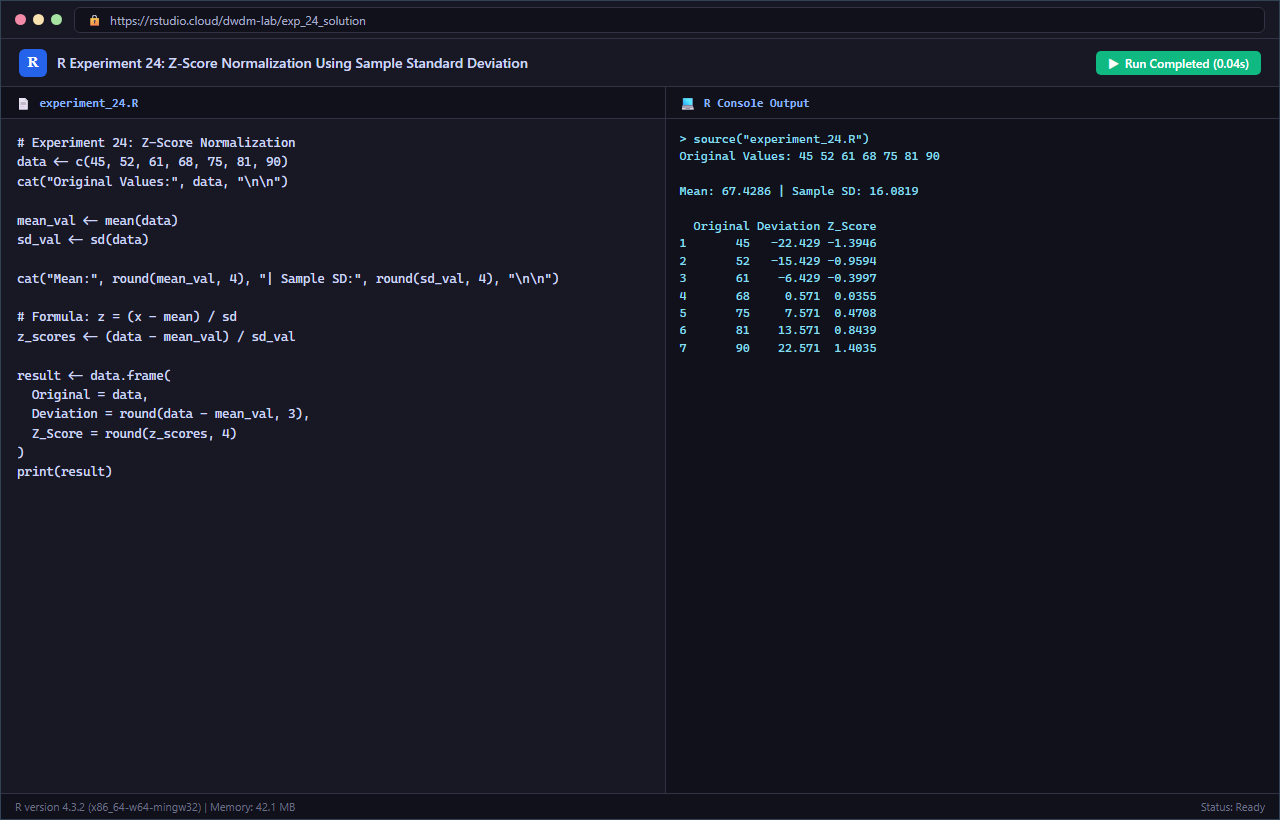 https://rstudio.cloud/dwdm-lab/exp_24_solution
R
R Experiment 24: Z-Score Normalization Using Sample Standard Deviation
▶ Run Completed (0.04s)
experiment_24.R
# Experiment 24: Z-Score Normalization
data <- c(45, 52, 61, 68, 75, 81, 90)
cat("Original Values:", data, "\n\n")
mean_val <- mean(data)
sd_val <- sd(data)
cat("Mean:", round(mean_val, 4), "| Sample SD:", round(sd_val, 4), "\n\n")
# Formula: z = (x - mean) / sd
z_scores <- (data - mean_val) / sd_val
result <- data.frame(
  Original = data,
  Deviation = round(data - mean_val, 3),
  Z_Score = round(z_scores, 4)
)
print(result)
R Console Output
> source("experiment_24.R")
Original Values: 45 52 61 68 75 81 90
Mean: 67.4286 | Sample SD: 16.0819
  Original Deviation Z_Score
1       45   -22.429 -1.3946
2       52   -15.429 -0.9594
3       61    -6.429 -0.3997
4       68     0.571  0.0355
5       75     7.571  0.4708
6       81    13.571  0.8439
7       90    22.571  1.4035
R version 4.3.2 (x86_64-w64-mingw32) | Memory: 42.1 MB
Status: Ready